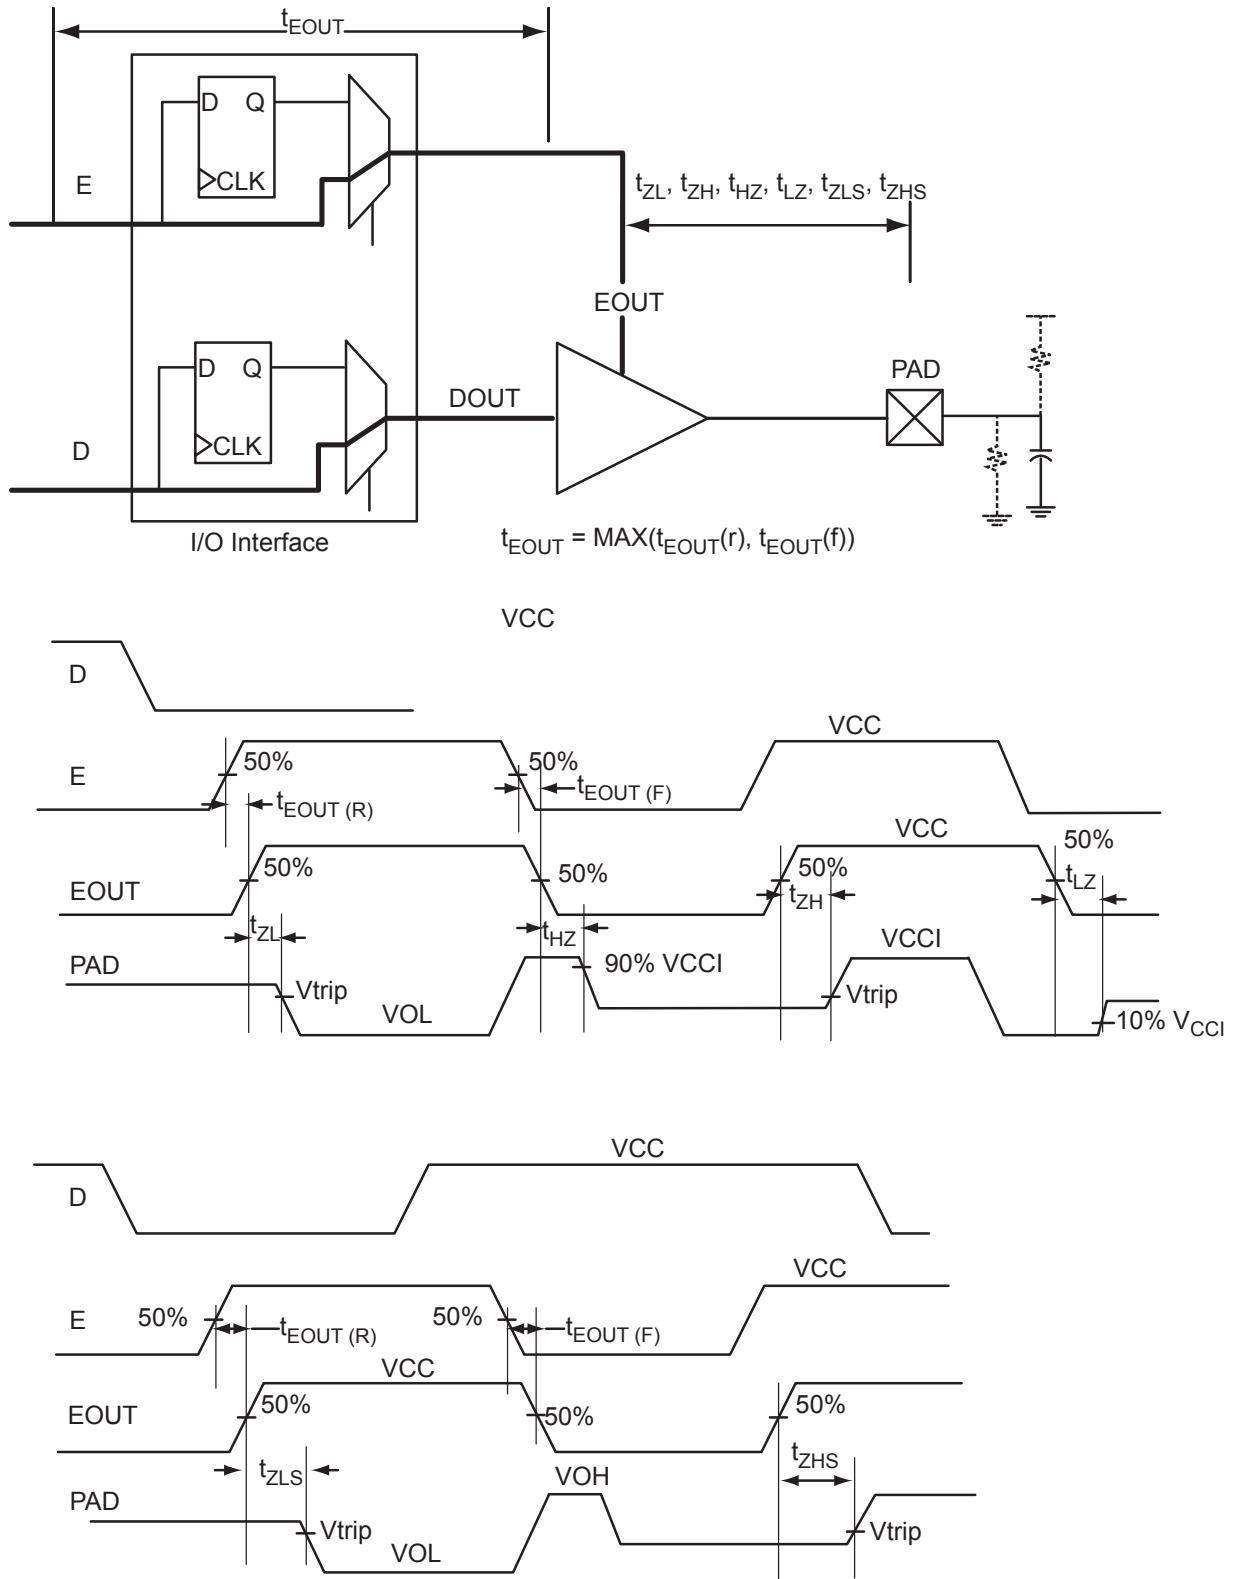 tEOUT
D Q
CLK
E
tZL, tZH, tHZ, tLZ, tZLS, tZHS
EOUT
D Q
CLK
DOUT
PAD
D
I/O Interface
tEOUT = MAX(tEOUT(r), tEOUT(f))
VCC
D
VCC
E
50%
50%
tEOUT (R)
tEOUT (F)
VCC
50%
EOUT
50%
50%
50%
tZL
tHZ
tZH
tLZ
PAD
VCCI
90% VCCI
Vtrip
Vtrip
VOL
10% VCCI
VCC
D
VCC
E
50%
50%
tEOUT (R)
tEOUT (F)
VCC
EOUT
50%
50%
50%
tZLS
tZHS
VOH
PAD
Vtrip
Vtrip
VOL